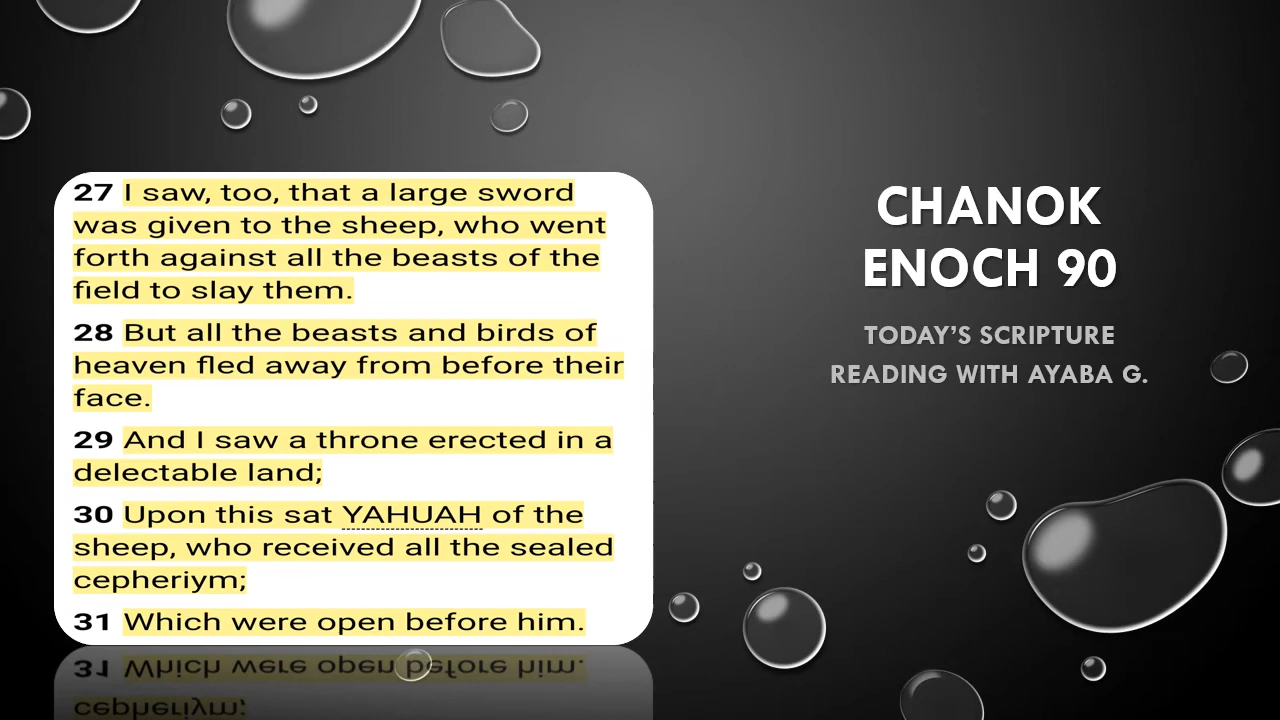 27 I saw, too, that a large sword
was given to the sheep, who went
forth against all the beasts of the
field to slay them.
28 But all the beasts and birds of
heaven fled away from before their
face.
29 And I saw a throne erected in a
delectable land;
30 Upon this sat YAHUAH of the
sheep, who received all the sealed
cepheriym;
31 Which were open before him.
CHANOK
ENOCH 90
TODAY’S SCRIPTURE
READING WITH AYABA G.